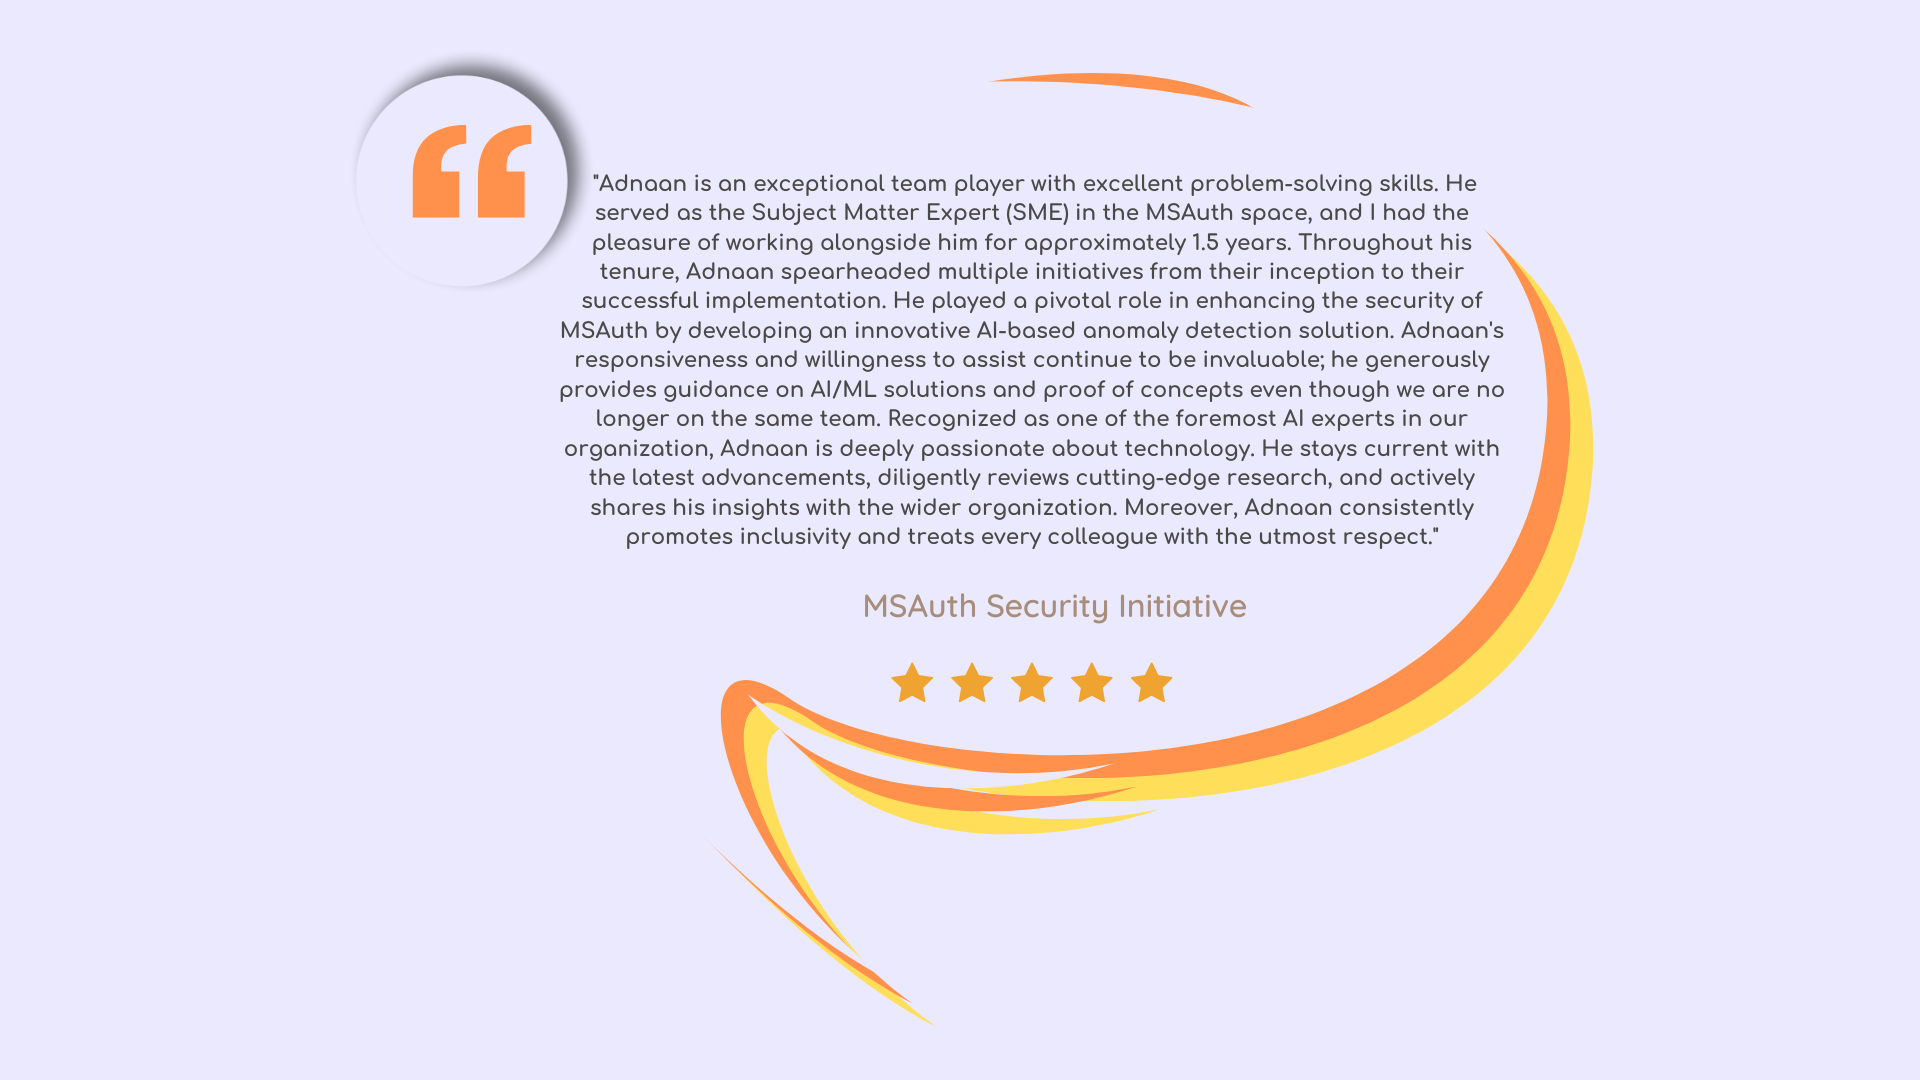 "Adnaan is an exceptional team player with excellent problem-solving skills. He
served as the Subject Matter Expert (SME) in the MSAuth space, and I had the
pleasure of working alongside him for approximately 1.5 years. Throughout his
tenure, Adnaan spearheaded multiple initiatives from their inception to their
successful implementation. He played a pivotal role in enhancing the security of
MSAuth by developing an innovative AI-based anomaly detection solution. Adnaan's
responsiveness and willingness to assist continue to be invaluable; he generously
provides guidance on AI/ML solutions and proof of concepts even though we are no
longer on the same team. Recognized as one of the foremost AI experts in our
organization, Adnaan is deeply passionate about technology. He stays current with
the latest advancements, diligently reviews cutting-edge research, and actively
shares his insights with the wider organization. Moreover, Adnaan consistently
promotes inclusivity and treats every colleague with the utmost respect."
MSAuth Security Initiative